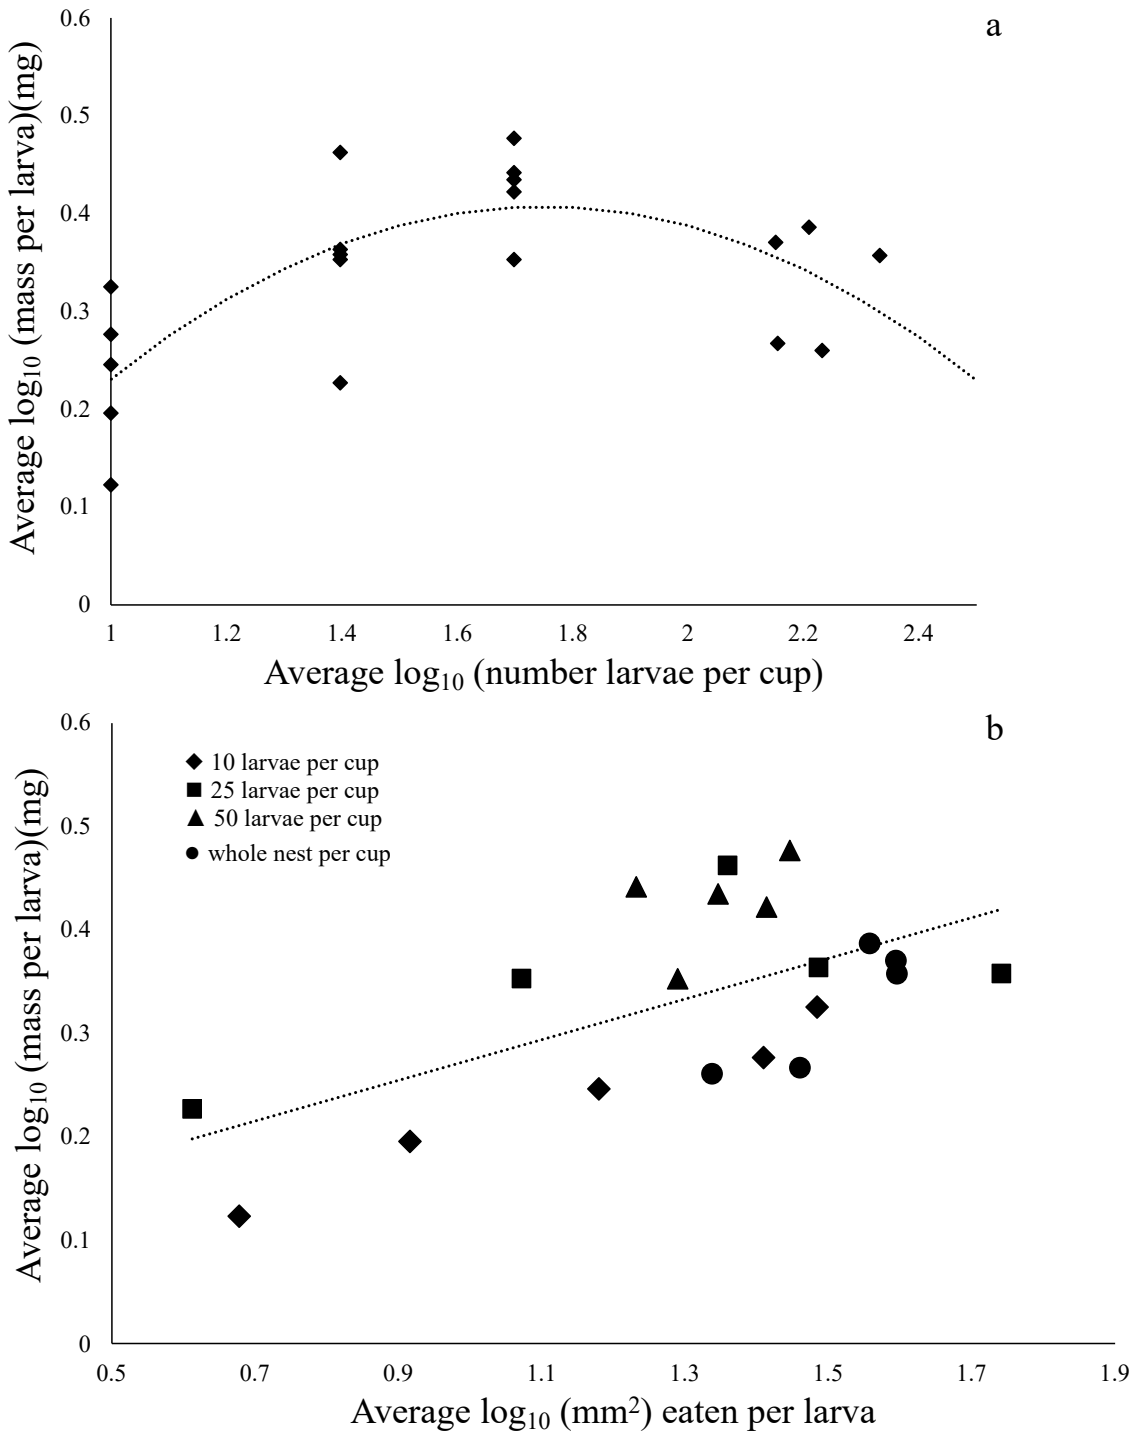 a
0.6
0.5
0.4
0.3
0.2
0.1
0
Average log₁₀ (mass per larva)(mg)
1 1.2 1.4 1.6 1.8 2 2.2 2.4
Average log₁₀ (number larvae per cup)
b
0.6
0.5
0.4
0.3
0.2
0.1
0
Average log₁₀ (mass per larva)(mg)
10 larvae per cup
25 larvae per cup
50 larvae per cup
whole nest per cup
0.5 0.7 0.9 1.1 1.3 1.5 1.7 1.9
Average log₁₀ (mm²) eaten per larva